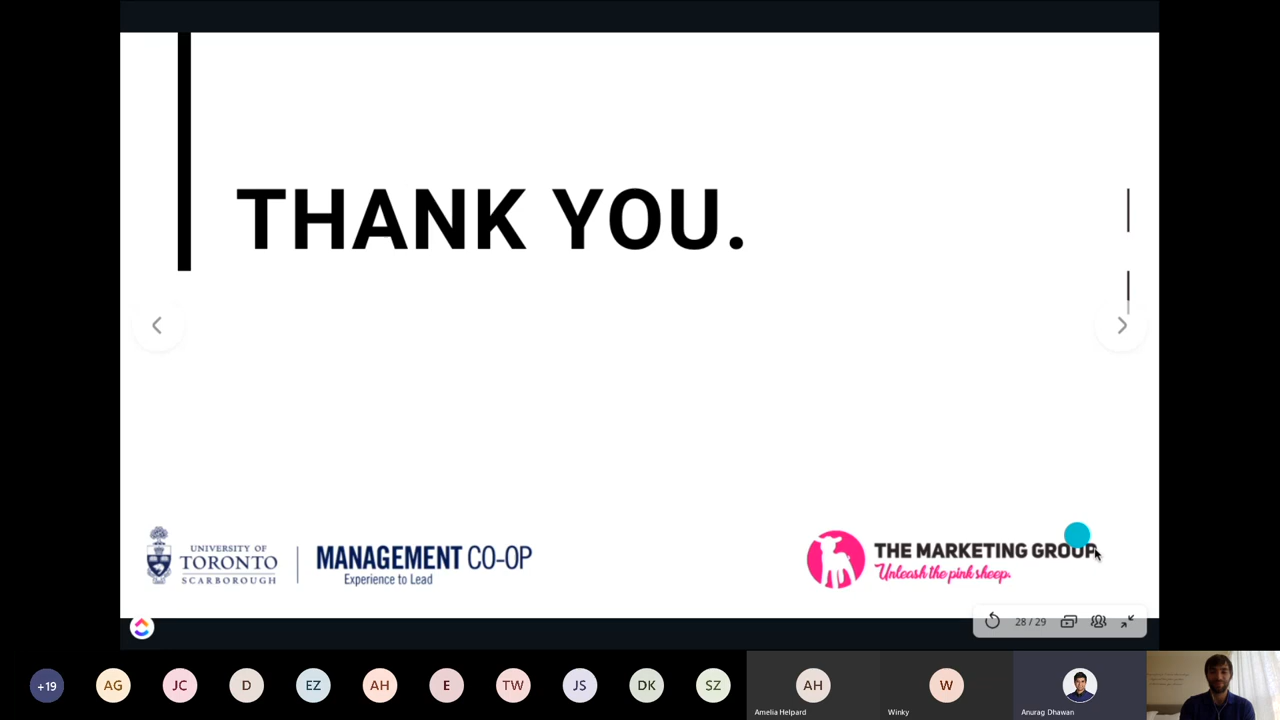 THANK YOU.
UNIVERSITY OF
TORONTO
SCARBOROUGH
MANAGEMENT CO-OP
Experience to Lead
THE MARKETING GROUP
Unleash the pink sheep.
28 / 29
+19
AG
JC
D
EZ
AH
E
TW
JS
DK
SZ
AH
Amelia Helpard
W
Winky
Anurag Dhawan